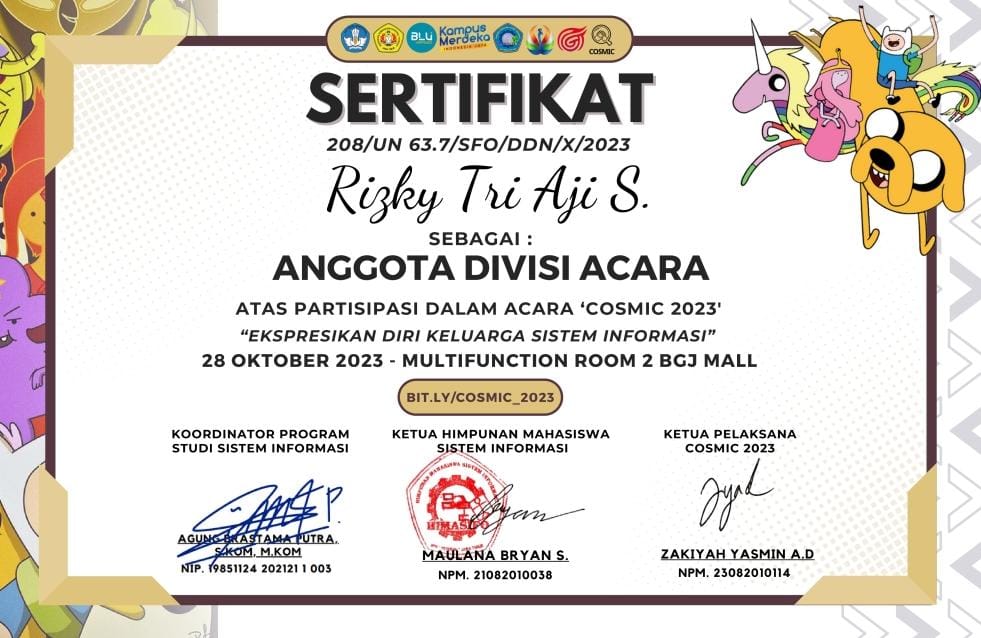 BLU
Kampus
Merdeka
INDONESIA JAYA
COSMIC
SERTIFIKAT
208/UN 63.7/SFO/DDN/X/2023
Rizky Tri Aji S.
SEBAGAI :
ANGGOTA DIVISI ACARA
ATAS PARTISIPASI DALAM ACARA ‘COSMIC 2023'
“EKSPRESIKAN DIRI KELUARGA SISTEM INFORMASI”
28 OKTOBER 2023 - MULTIFUNCTION ROOM 2 BGJ MALL
BIT.LY/COSMIC_2023
KOORDINATOR PROGRAM
STUDI SISTEM INFORMASI
AGUNG BRASTAMA PUTRA,
S.KOM, M.KOM
NIP. 19851124 202121 1 003
KETUA HIMPUNAN MAHASISWA
SISTEM INFORMASI
HIMPUNAN MAHASISWA SISTEM INFORMASI
HIMASIFO
MAULANA BRYAN S.
NPM. 21082010038
KETUA PELAKSANA
COSMIC 2023
ZAKIYAH YASMIN A.D
NPM. 23082010114